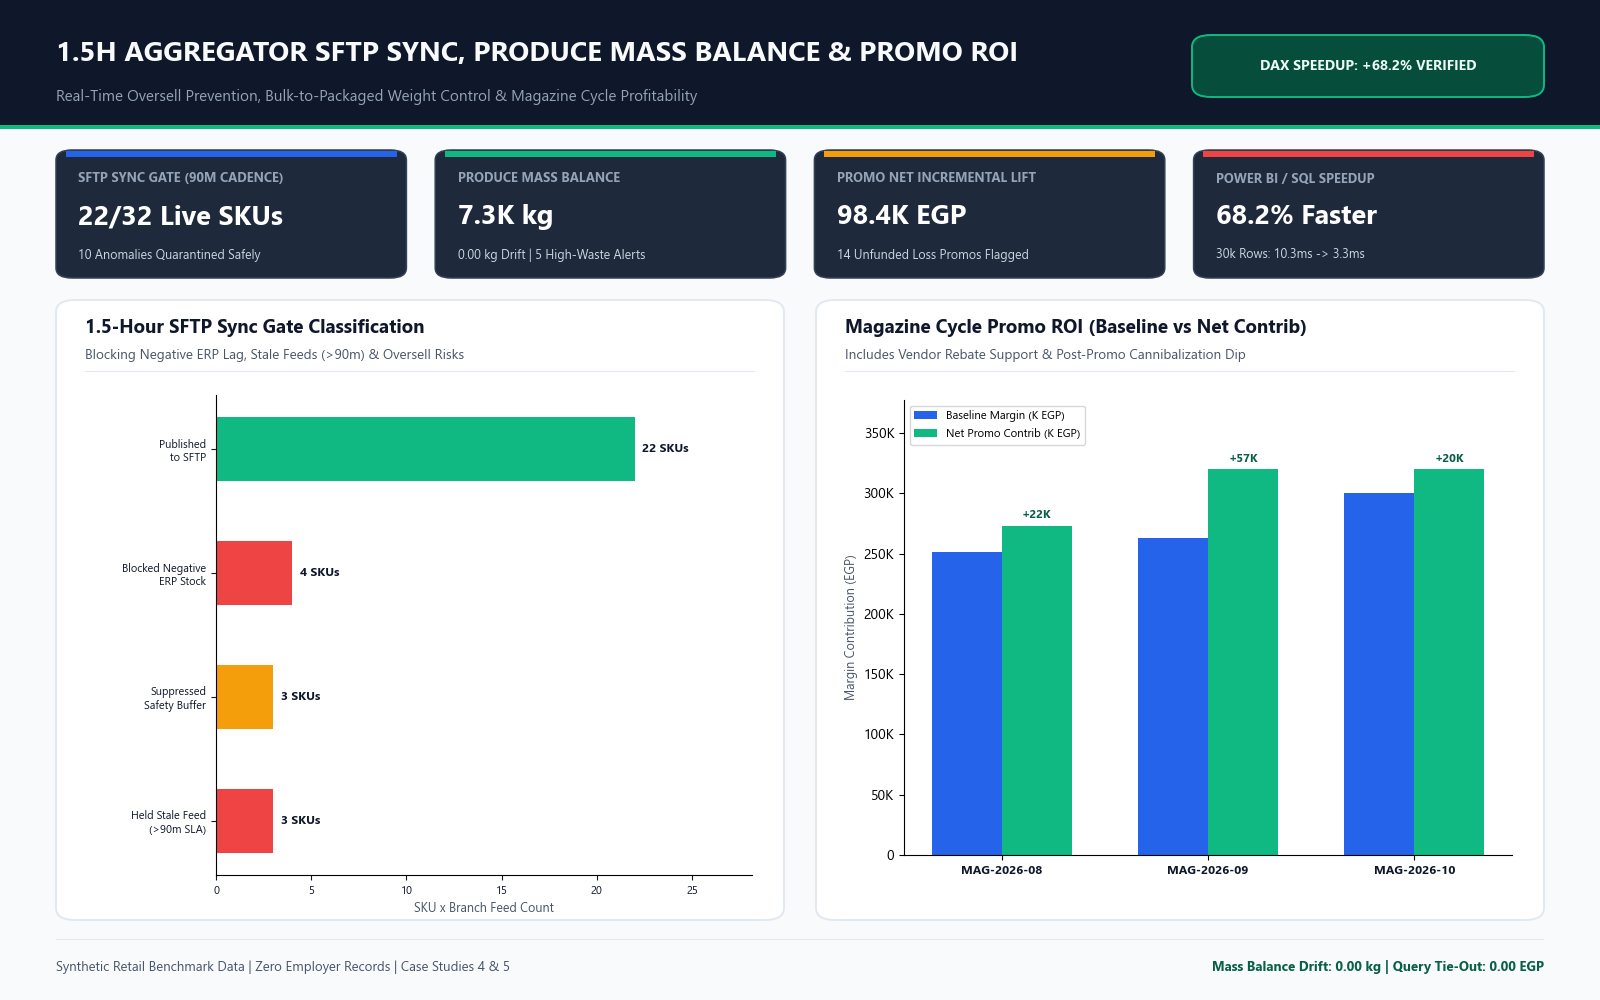 1.5H AGGREGATOR SFTP SYNC, PRODUCE MASS BALANCE & PROMO ROI
Real-Time Oversell Prevention, Bulk-to-Packaged Weight Control & Magazine Cycle Profitability
DAX SPEEDUP: +68.2% VERIFIED
SFTP SYNC GATE (90M CADENCE)
22/32 Live SKUs
10 Anomalies Quarantined Safely
PRODUCE MASS BALANCE
7.3K kg
0.00 kg Drift | 5 High-Waste Alerts
PROMO NET INCREMENTAL LIFT
98.4K EGP
14 Unfunded Loss Promos Flagged
POWER BI / SQL SPEEDUP
68.2% Faster
30k Rows: 10.3ms -> 3.3ms
1.5-Hour SFTP Sync Gate Classification
Blocking Negative ERP Lag, Stale Feeds (>90m) & Oversell Risks
Published
to SFTP
22 SKUs
Blocked Negative
ERP Stock
4 SKUs
Suppressed
Safety Buffer
3 SKUs
Held Stale Feed
(>90m SLA)
3 SKUs
0 5 10 15 20 25
SKU x Branch Feed Count
Magazine Cycle Promo ROI (Baseline vs Net Contrib)
Includes Vendor Rebate Support & Post-Promo Cannibalization Dip
Baseline Margin (K EGP)
Net Promo Contrib (K EGP)
Margin Contribution (EGP)
350K
300K
250K
200K
150K
100K
50K
0
+22K
+57K
+20K
MAG-2026-08 MAG-2026-09 MAG-2026-10
Synthetic Retail Benchmark Data | Zero Employer Records | Case Studies 4 & 5
Mass Balance Drift: 0.00 kg | Query Tie-Out: 0.00 EGP